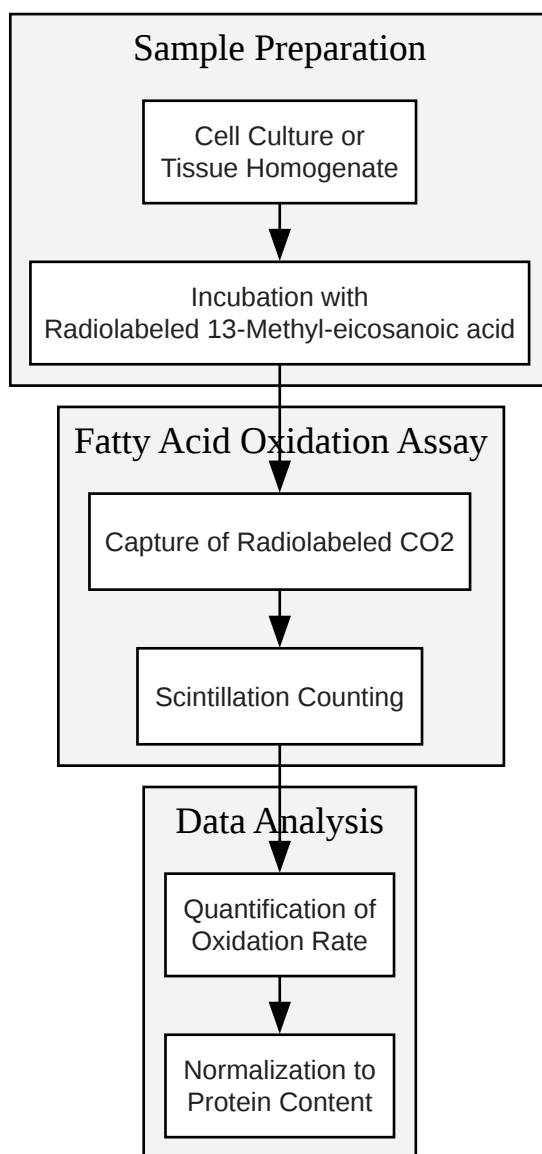 Sample Preparation
Cell Culture or
Tissue Homogenate
Incubation with
Radiolabeled 13-Methyl-eicosanoic acid
Fatty Acid Oxidation Assay
Capture of Radiolabeled CO2
Scintillation Counting
Data Analysis
Quantification of
Oxidation Rate
Normalization to
Protein Content